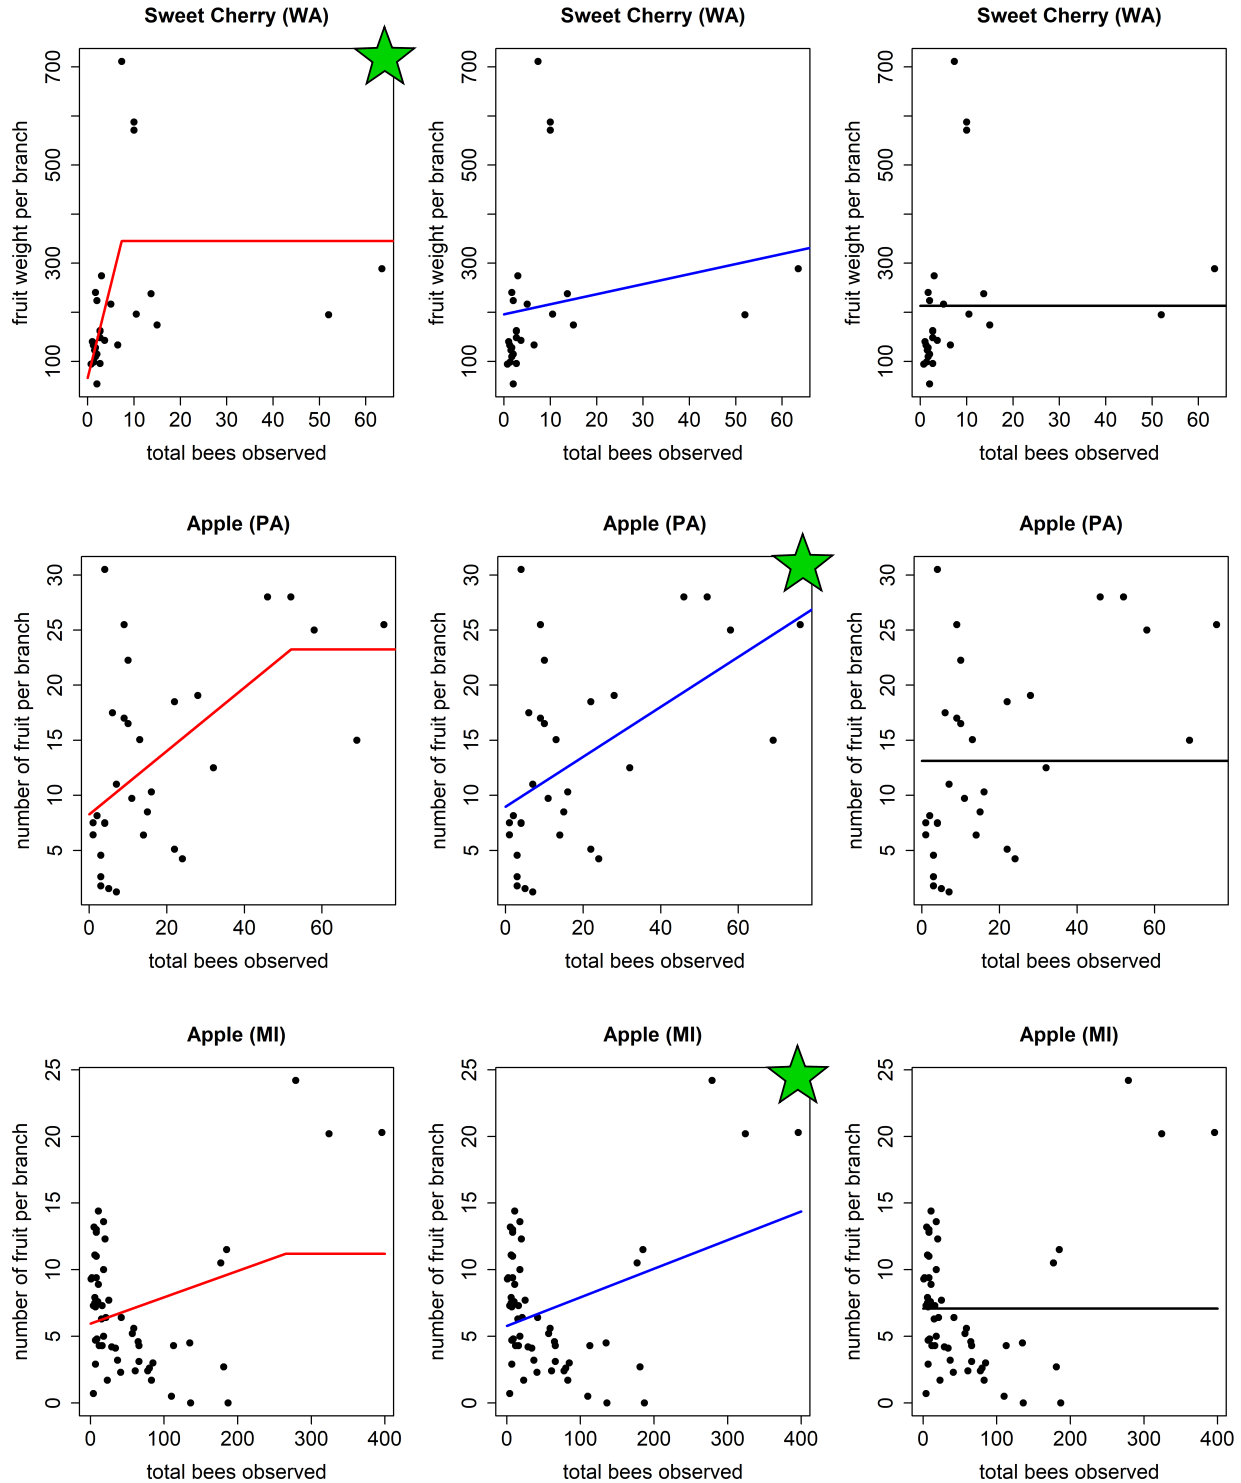 Sweet Cherry (WA)
fruit weight per branch
100 300 500 700
0 10 20 30 40 50 60
total bees observed
Sweet Cherry (WA)
fruit weight per branch
100 300 500 700
0 10 20 30 40 50 60
total bees observed
Sweet Cherry (WA)
fruit weight per branch
100 300 500 700
0 10 20 30 40 50 60
total bees observed
Apple (PA)
number of fruit per branch
5 10 15 20 25 30
0 20 40 60
total bees observed
Apple (PA)
number of fruit per branch
5 10 15 20 25 30
0 20 40 60
total bees observed
Apple (PA)
number of fruit per branch
5 10 15 20 25 30
0 20 40 60
total bees observed
Apple (MI)
number of fruit per branch
0 5 10 15 20 25
0 100 200 300 400
total bees observed
Apple (MI)
number of fruit per branch
0 5 10 15 20 25
0 100 200 300 400
total bees observed
Apple (MI)
number of fruit per branch
0 5 10 15 20 25
0 100 200 300 400
total bees observed